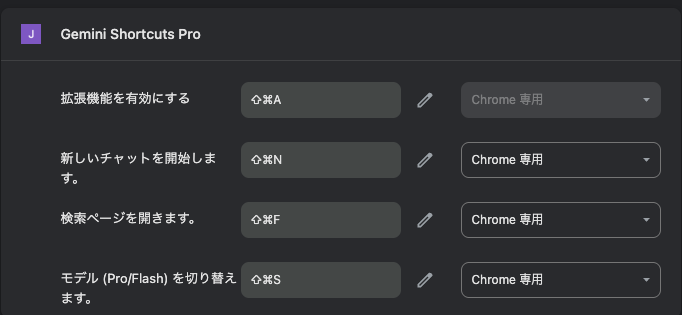 J
Gemini Shortcuts Pro
拡張機能を有効にする
⇧⌘A
Chrome 専用
新しいチャットを開始しま
す。
⇧⌘N
Chrome 専用
検索ページを開きます。
⇧⌘F
Chrome 専用
モデル (Pro/Flash) を切り替え
ます。
⇧⌘S
Chrome 専用